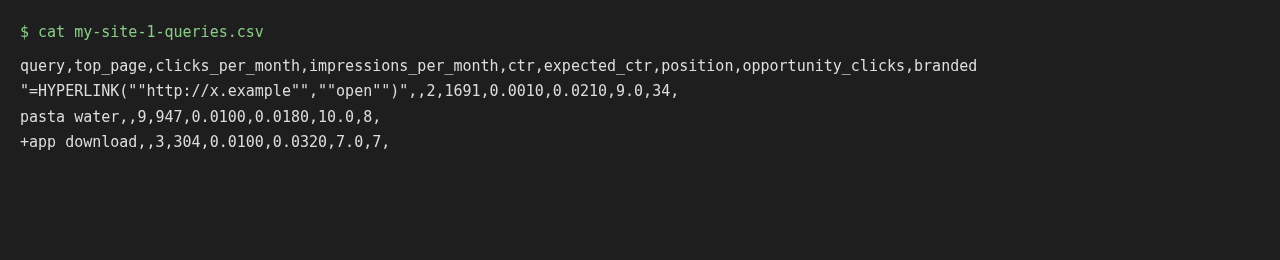 $ cat my-site-1-queries.csv
query,top_page,clicks_per_month,impressions_per_month,ctr,expected_ctr,position,opportunity_clicks,branded
"=HYPERLINK(""http://x.example"",""open"")",,2,1691,0.0010,0.0210,9.0,34,
pasta water,,9,947,0.0100,0.0180,10.0,8,
+app download,,3,304,0.0100,0.0320,7.0,7,